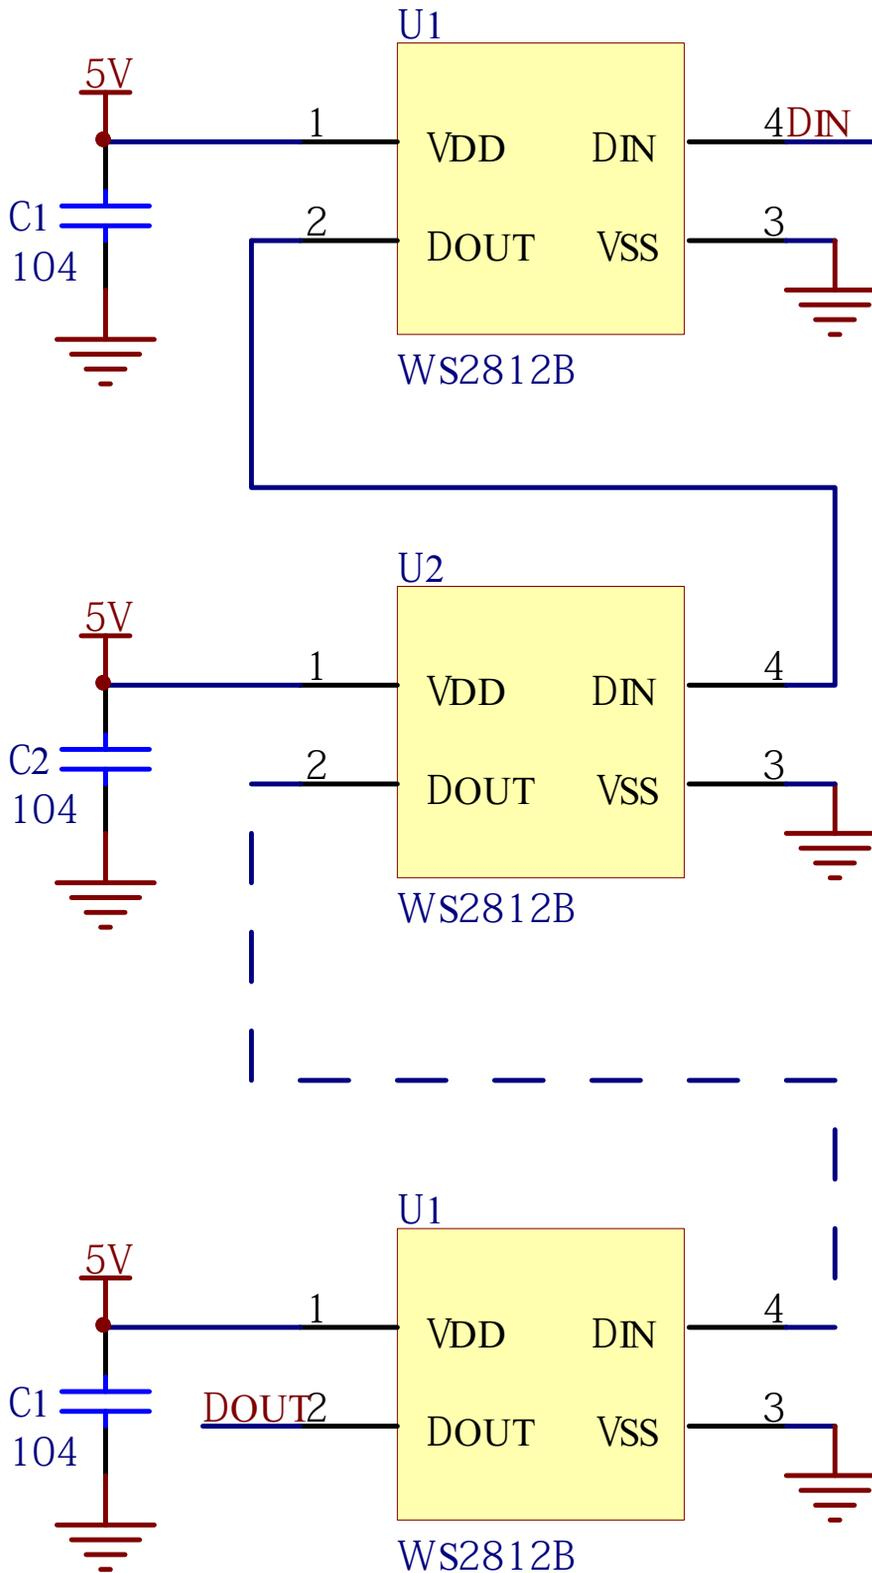 U1
5V
1
4DIN
VDD
DIN
C1
2
3
104
DOUT
VSS
WS2812B
U2
5V
1
4
VDD
DIN
C2
2
3
104
DOUT
VSS
WS2812B
U1
5V
1
4
VDD
DIN
C1
DOUT2
3
104
DOUT
VSS
WS2812B